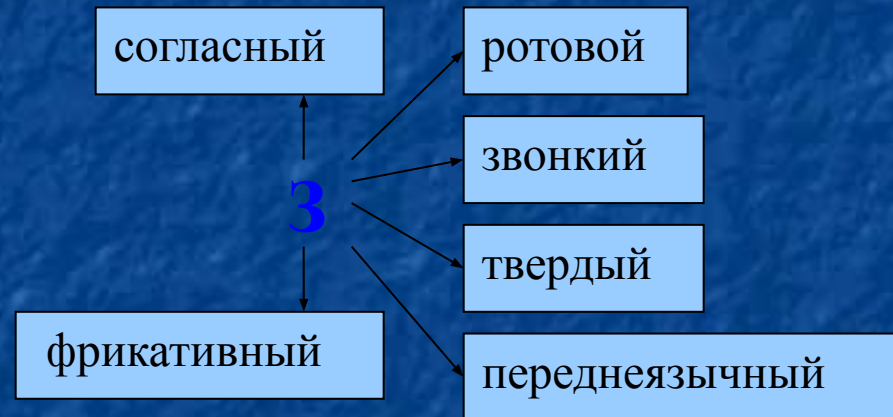 согласный
ротовой
звонкий
з
твердый
фрикативный
переднеязычный